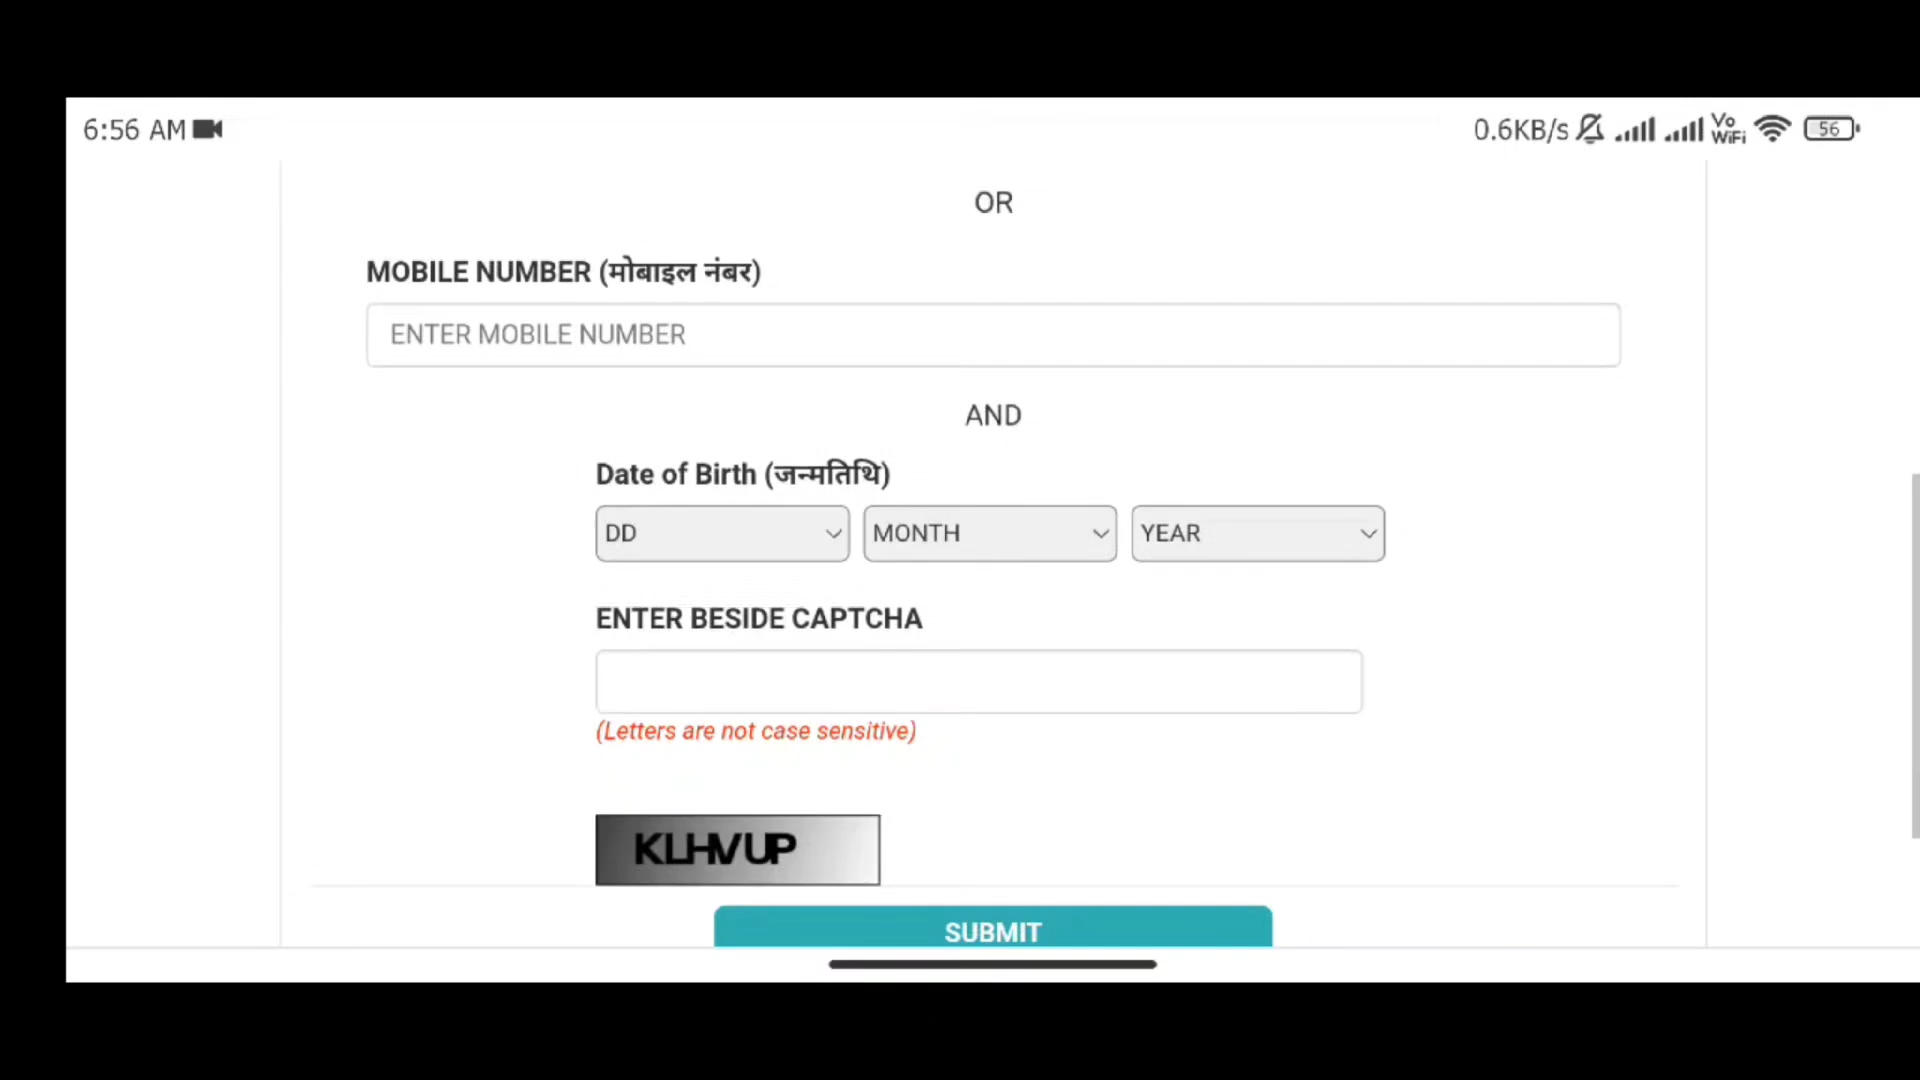 6:56 AM 0.6KB/s Vo WiFi 56
OR
MOBILE NUMBER (मोबाइल नंबर)
ENTER MOBILE NUMBER
AND
Date of Birth (जन्मतिथि)
DD MONTH YEAR
ENTER BESIDE CAPTCHA
(Letters are not case sensitive)
KLHVUP
SUBMIT